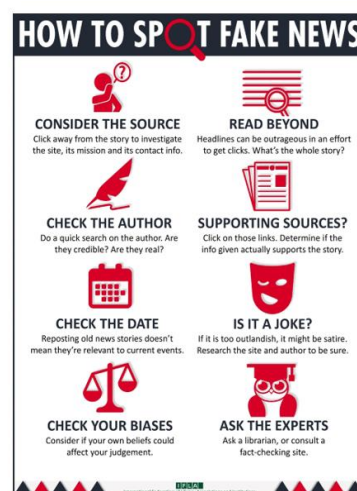 HOW TO SPOT FAKE NEWS
CONSIDER THE SOURCE
Click away from the story to investigate
the site, its mission and its contact info.
READ BEYOND
Headlines can be outrageous in an effort
to get clicks. What's the whole story?
CHECK THE AUTHOR
Do a quick search on the author. Are
they credible? Are they real?
SUPPORTING SOURCES?
Click on those links. Determine if the
info given actually supports the story.
CHECK THE DATE
Reposting old news stories doesn't
mean they're relevant to current events.
IS IT A JOKE?
If it is too outlandish, it might be satire.
Research the site and author to be sure.
CHECK YOUR BIASES
Consider if your own beliefs could
affect your judgement.
ASK THE EXPERTS
Ask a librarian, or consult a
fact-checking site.
?
IFLA